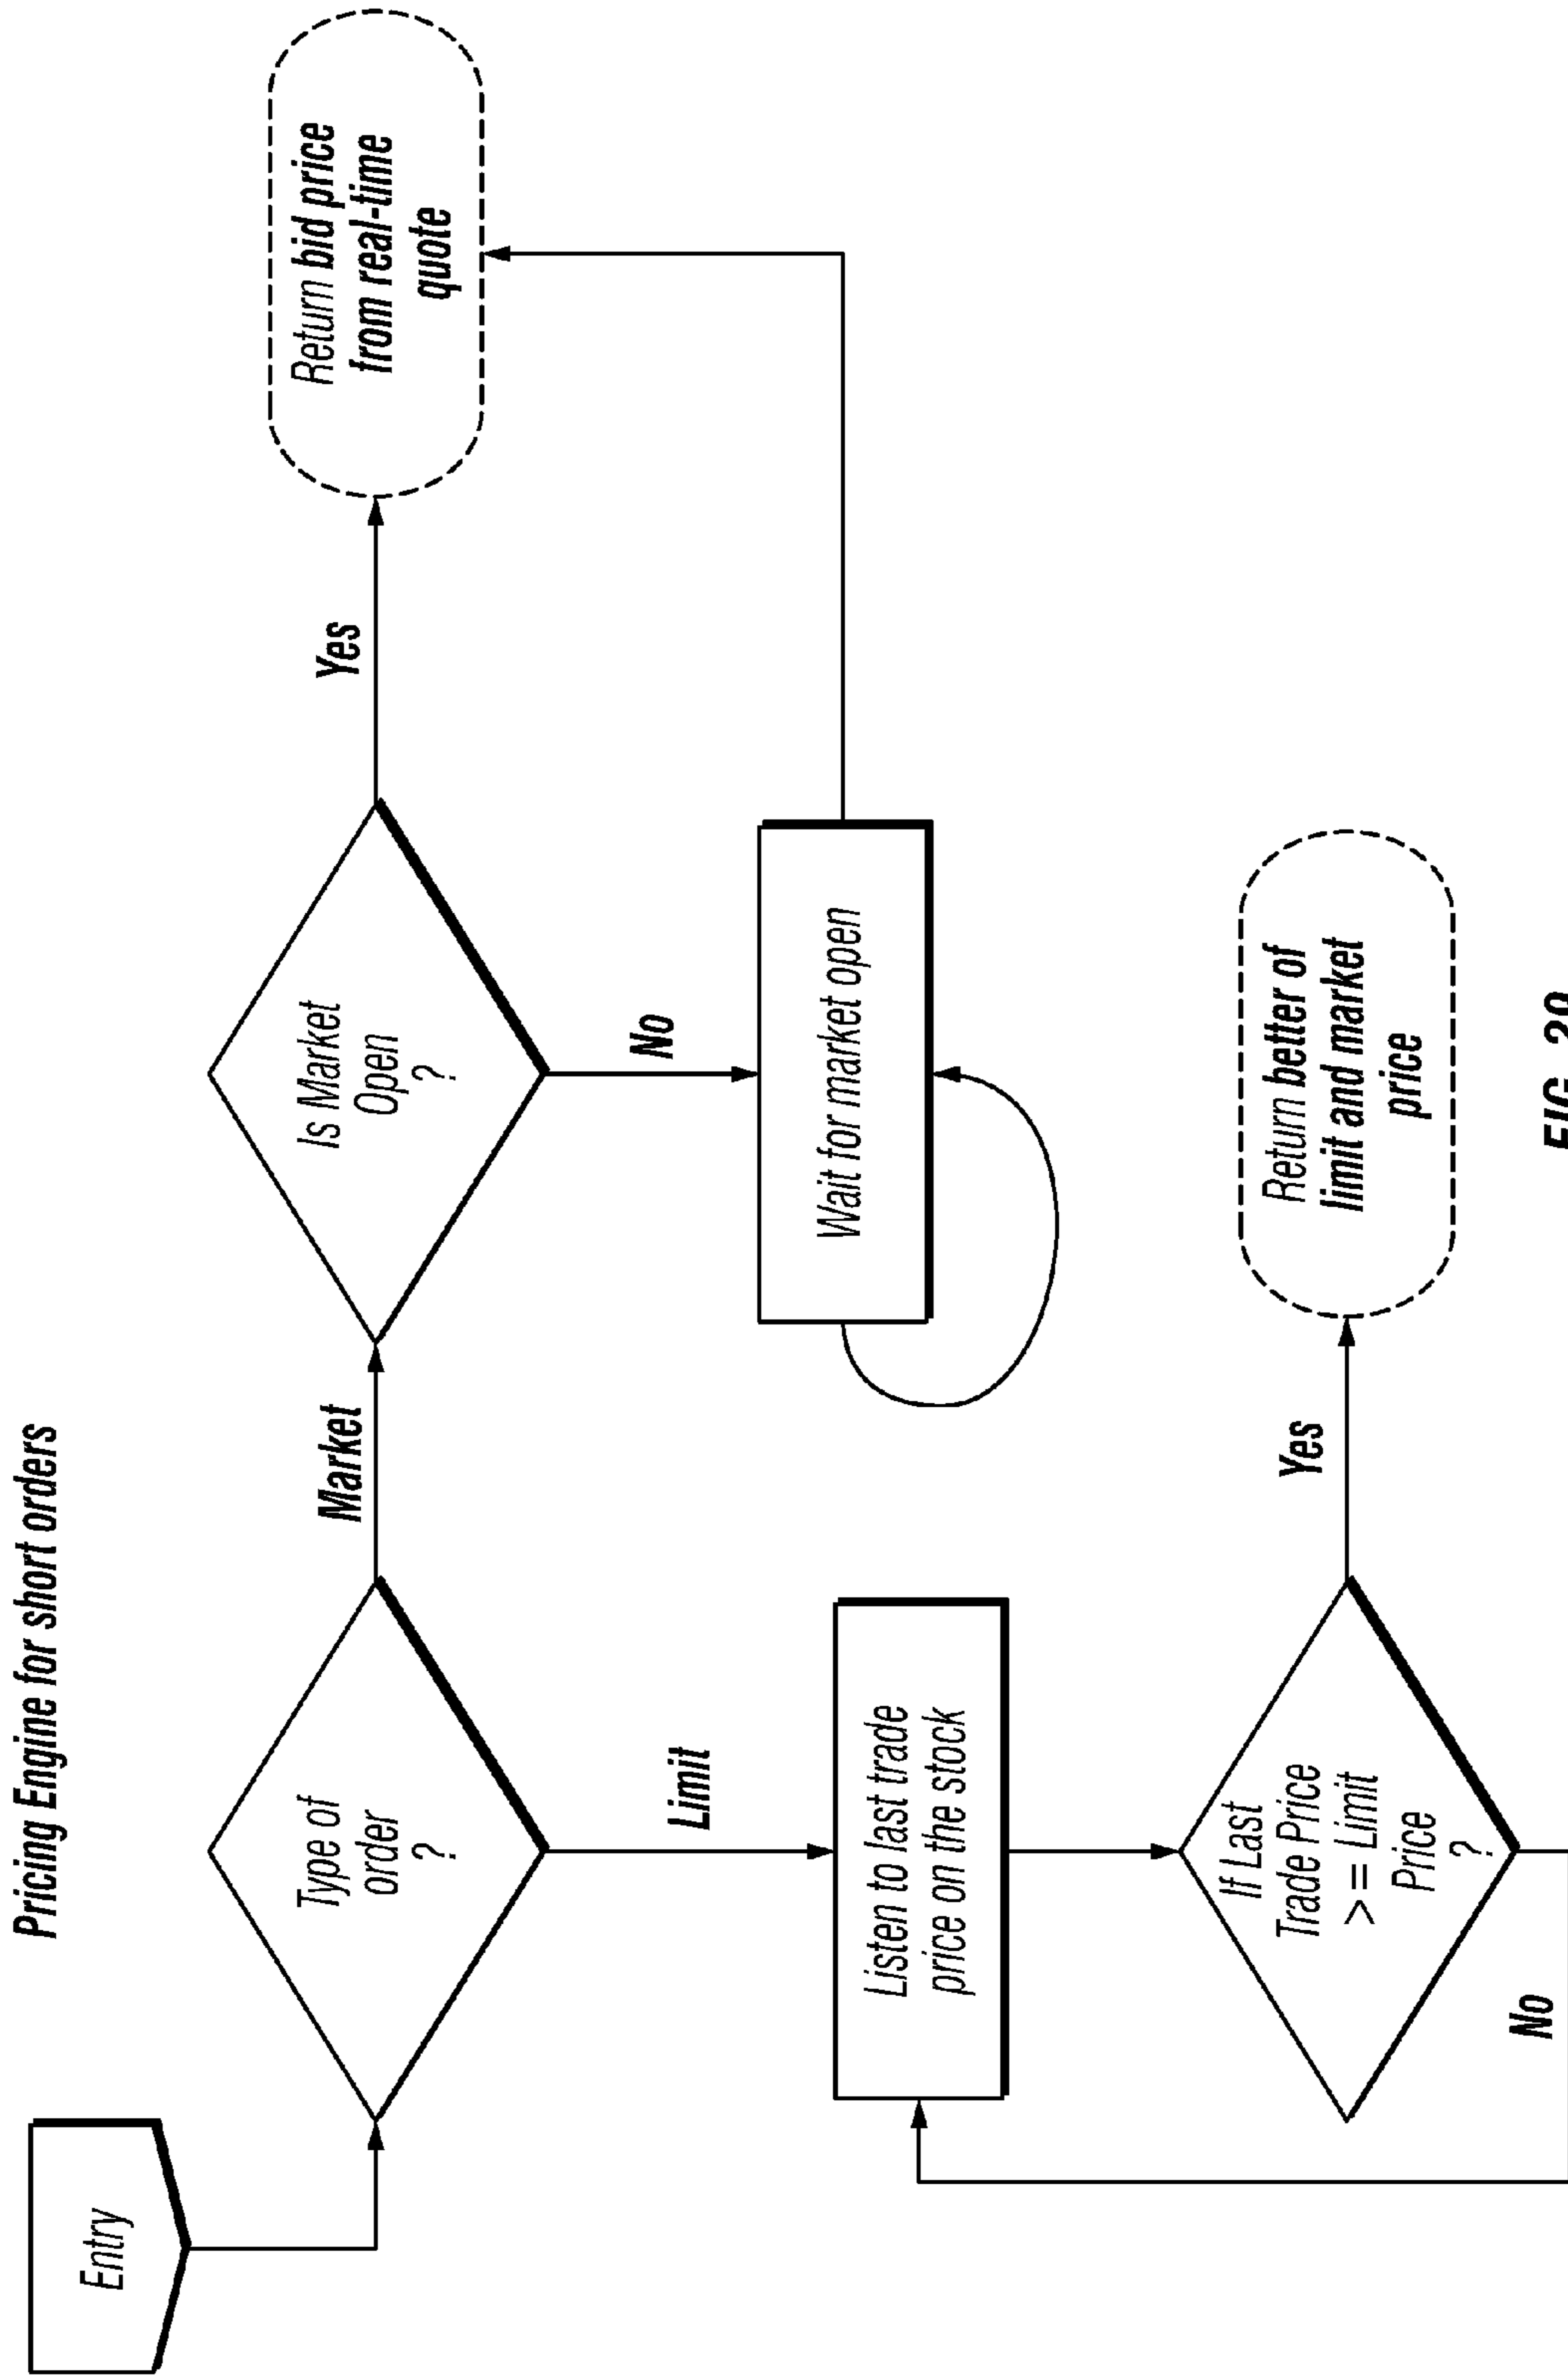 Pricing Engine for short orders
Entry
Type of
order
?
Market
Is Market
Open
?
Yes
Return bid price
from real-time
quote
Limit
No
Listen to last trade
price on the stock
Wait for market open
If Last
Trade Price
>= Limit
Price
?
Yes
Return better of
limit and market
price
No
FIG